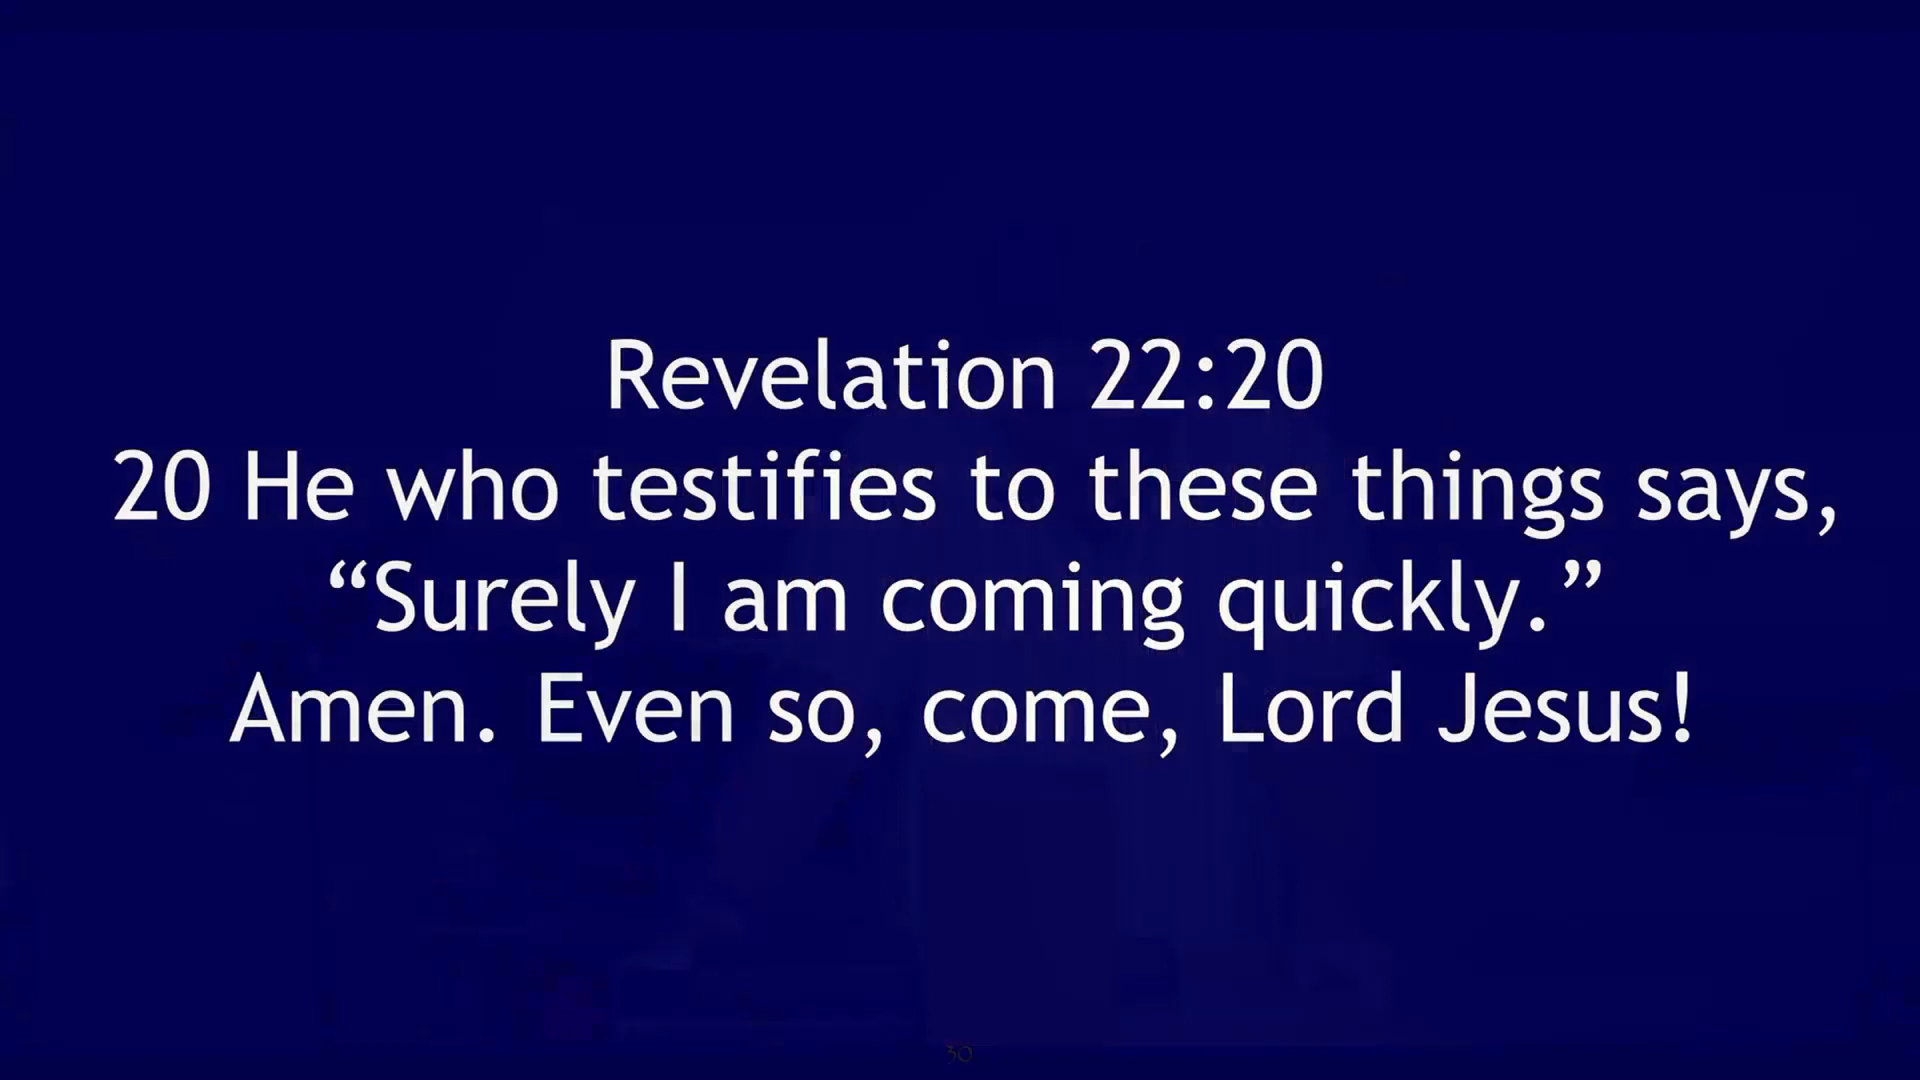 Revelation 22:20
20 He who testifies to these things says,
“Surely I am coming quickly.”
Amen. Even so, come, Lord Jesus!
30